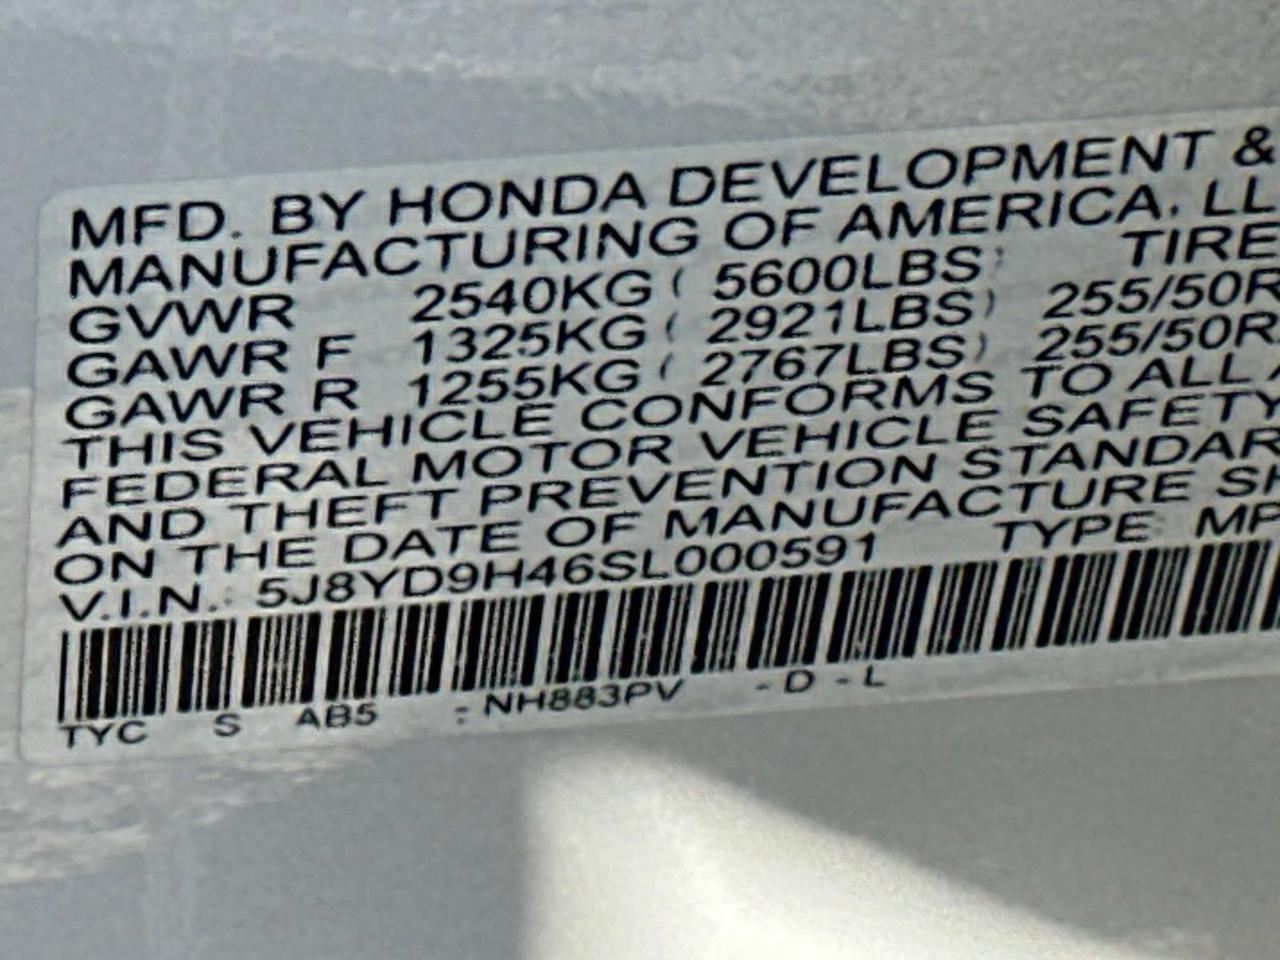 MFD. BY HONDA DEVELOPMENT &
MANUFACTURING OF AMERICA, LL
GVWR 2540KG ( 5600LBS) TIRE
GAWR F 1325KG ( 2921LBS) 255/50R
GAWR R 1255KG ( 2767LBS) 255/50R
THIS VEHICLE CONFORMS TO ALL A
FEDERAL MOTOR VEHICLE SAFETY
AND THEFT PREVENTION STANDAR
ON THE DATE OF MANUFACTURE SH
V.I.N.: 5J8YD9H46SL000591 TYPE: MP
TYC S AB5 : NH883PV - D - L